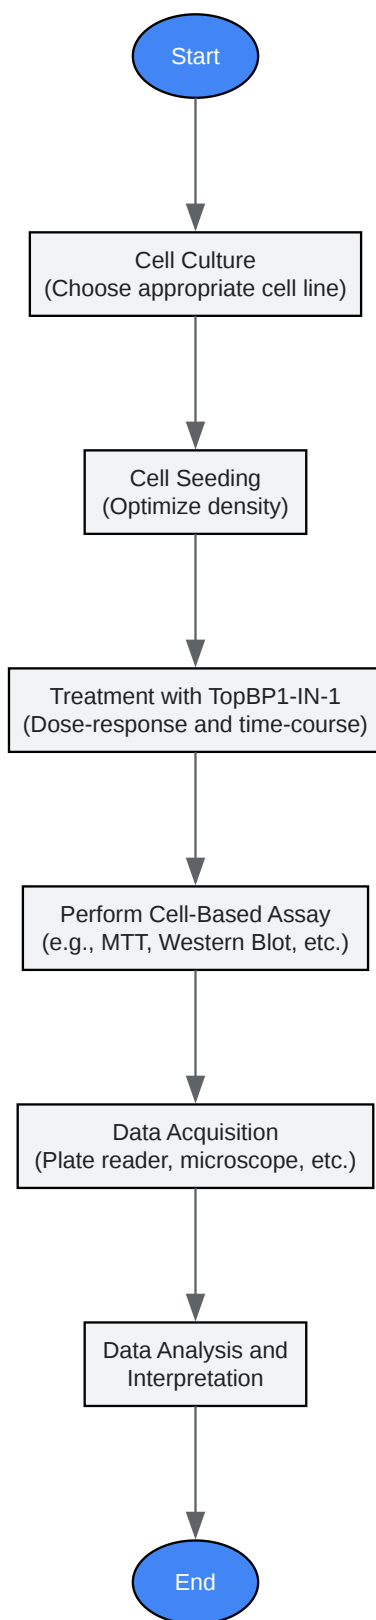 Start
Cell Culture
(Choose appropriate cell line)
Cell Seeding
(Optimize density)
Treatment with TopBP1-IN-1
(Dose-response and time-course)
Perform Cell-Based Assay
(e.g., MTT, Western Blot, etc.)
Data Acquisition
(Plate reader, microscope, etc.)
Data Analysis and
Interpretation
End